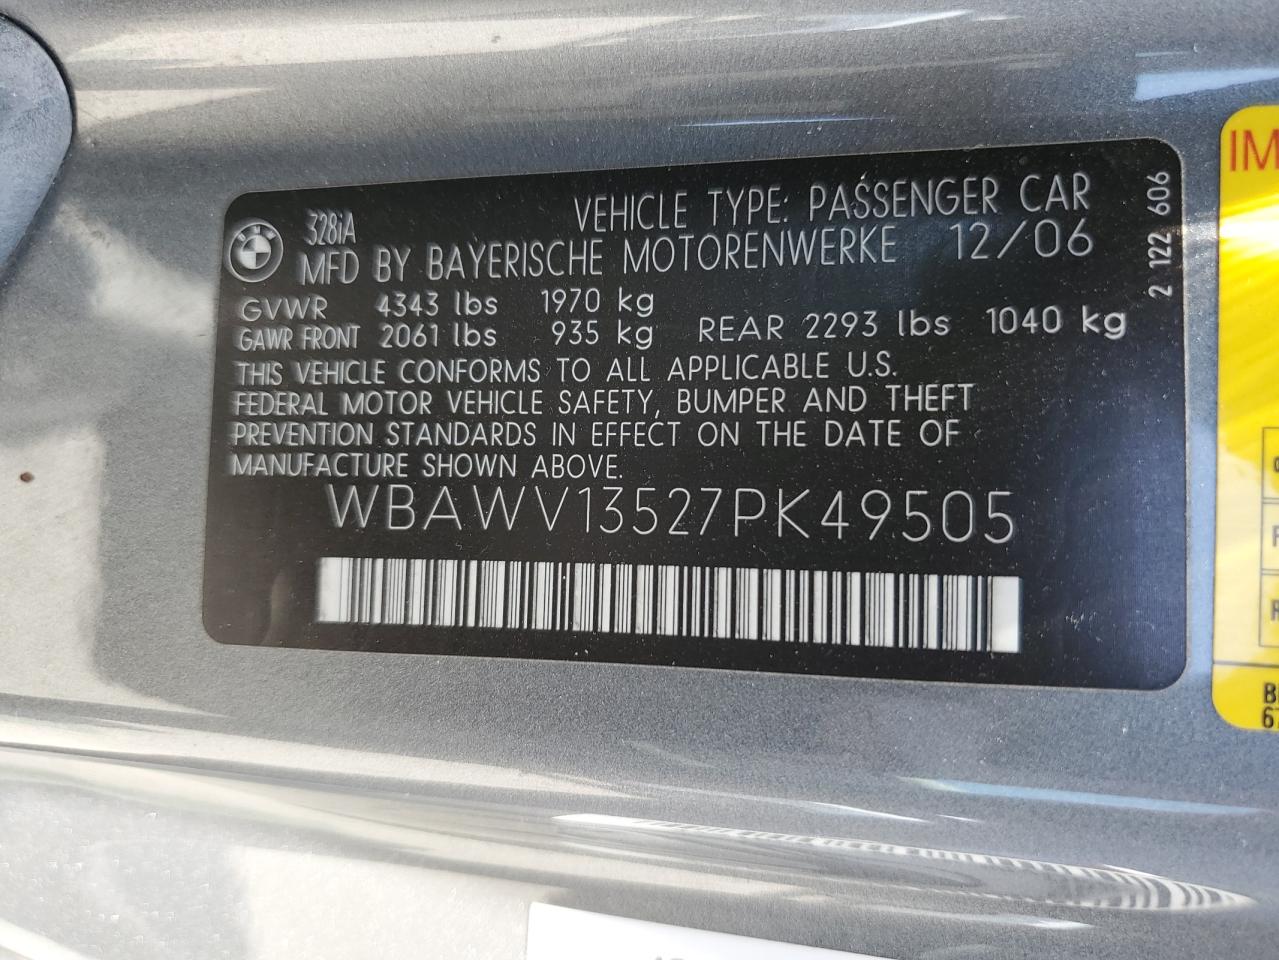 328iA
VEHICLE TYPE: PASSENGER CAR
MFD BY BAYERISCHE MOTORENWERKE 12/06
GVWR 4343 lbs 1970 kg
GAWR FRONT 2061 lbs 935 kg REAR 2293 lbs 1040 kg
THIS VEHICLE CONFORMS TO ALL APPLICABLE U.S.
FEDERAL MOTOR VEHICLE SAFETY, BUMPER AND THEFT
PREVENTION STANDARDS IN EFFECT ON THE DATE OF
MANUFACTURE SHOWN ABOVE.
WBAWV13527PK49505
2 122 606
IM